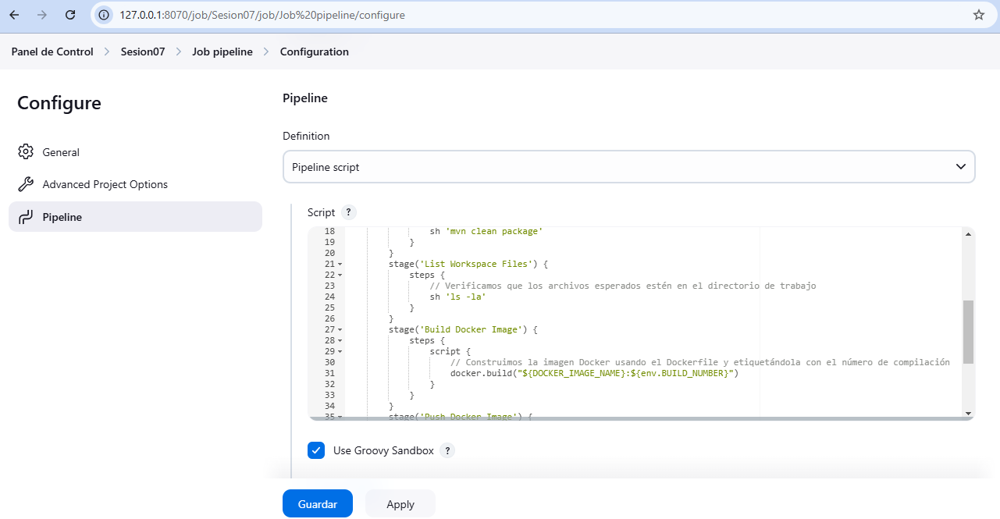 127.0.0.1:8070/job/Sesion07/job/Job%20pipeline/configure
Panel de Control > Sesion07 > Job pipeline > Configuration
Configure
General
Advanced Project Options
Pipeline
Pipeline
Definition
Pipeline script
Script ?
18 sh 'mvn clean package'
19 }
20 }
21 stage('List Workspace Files') {
22 steps {
23 // Verificamos que los archivos esperados estén en el directorio de trabajo
24 sh 'ls -la'
25 }
26 }
27 stage('Build Docker Image') {
28 steps {
29 script {
30 // Construimos la imagen Docker usando el Dockerfile y etiquetándola con el número de compilación
31 docker.build("${DOCKER_IMAGE_NAME}:${env.BUILD_NUMBER}")
32 }
33 }
34 }
35 stage('Push Docker Image') {
Use Groovy Sandbox ?
Guardar Apply